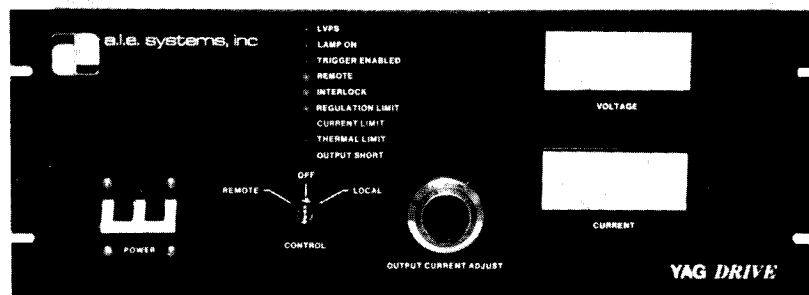 a.l.e. systems, inc
LVPS
LAMP ON
TRIGGER ENABLED
REMOTE
INTERLOCK
REGULATION LIMIT
CURRENT LIMIT
THERMAL LIMIT
OUTPUT SHORT
VOLTAGE
OFF
REMOTE
LOCAL
CONTROL
POWER
OUTPUT CURRENT ADJUST
CURRENT
YAG DRIVE